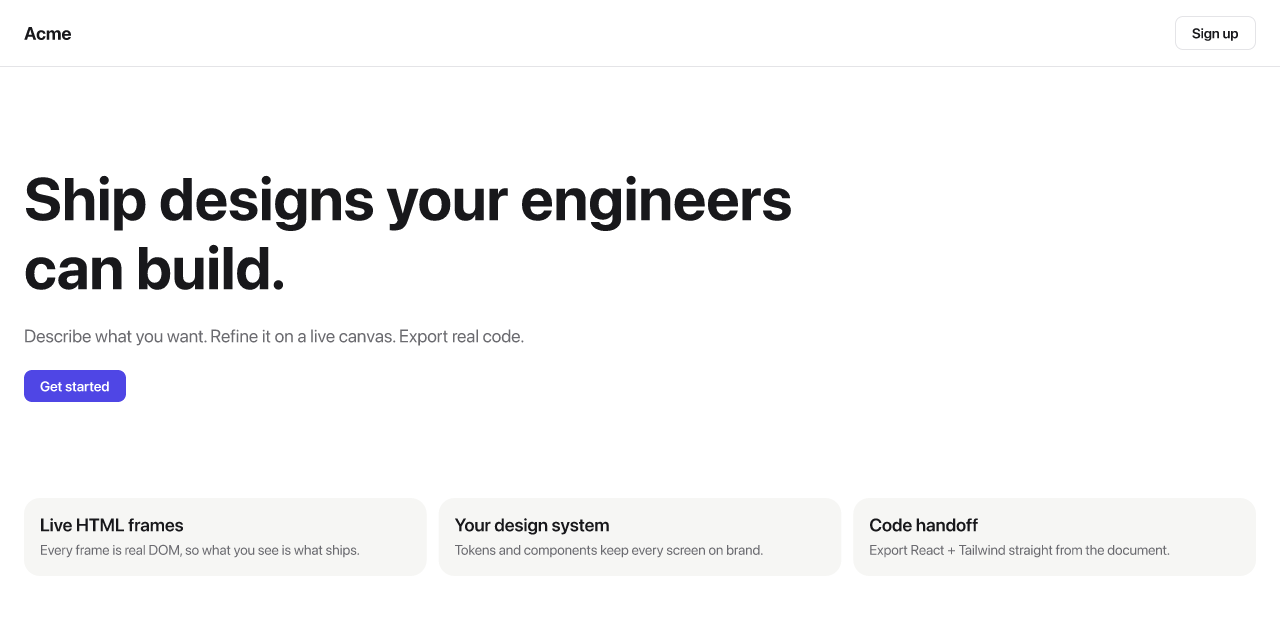 Acme
Sign up
Ship designs your engineers
can build.
Describe what you want. Refine it on a live canvas. Export real code.
Get started
Live HTML frames
Every frame is real DOM, so what you see is what ships.
Your design system
Tokens and components keep every screen on brand.
Code handoff
Export React + Tailwind straight from the document.